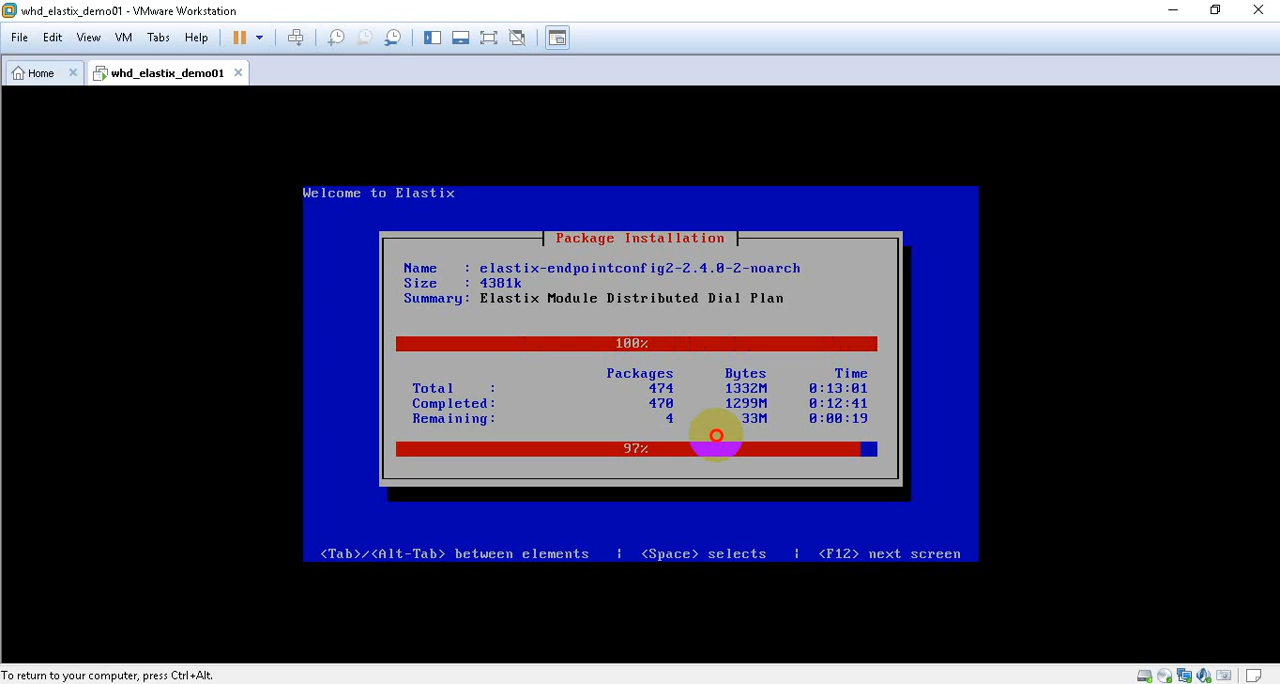 whd_elastix_demo01 - VMware Workstation
File Edit View VM Tabs Help
Home whd_elastix_demo01
Welcome to Elastix
Package Installation
Name : elastix-endpointconfig2-2.4.0-2-noarch
Size : 4381k
Summary: Elastix Module Distributed Dial Plan
100%
Packages Bytes Time
Total : 474 1332M 0:13:01
Completed: 470 1299M 0:12:41
Remaining: 4 33M 0:00:19
97%
<Tab>/<Alt-Tab> between elements | <Space> selects | <F12> next screen
To return to your computer, press Ctrl+Alt.